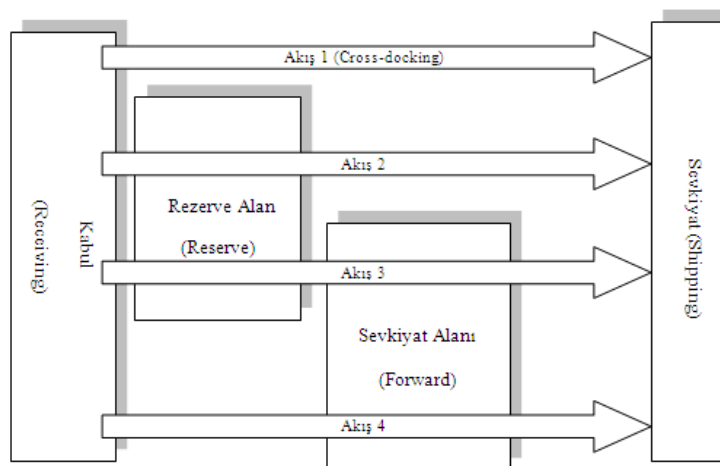 Kabul
(Receiving)
Akış 1 (Cross-docking)
Akış 2
Rezerve Alan
(Reserve)
Akış 3
Sevkiyat Alanı
(Forward)
Akış 4
Sevkiyat (Shipping)